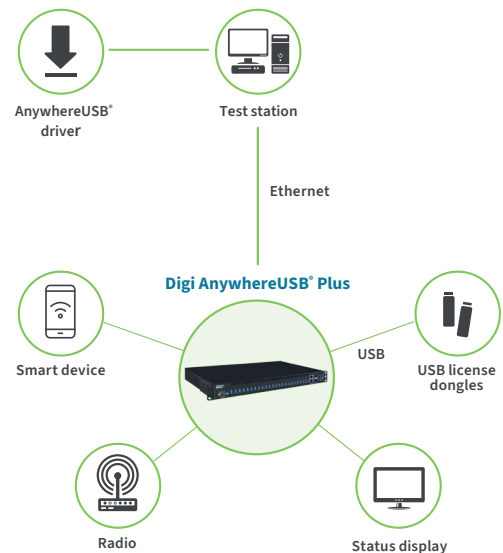 AnywhereUSB®
driver
Test station
Ethernet
Digi AnywhereUSB® Plus
Smart device
USB
USB license
dongles
Radio
Status display